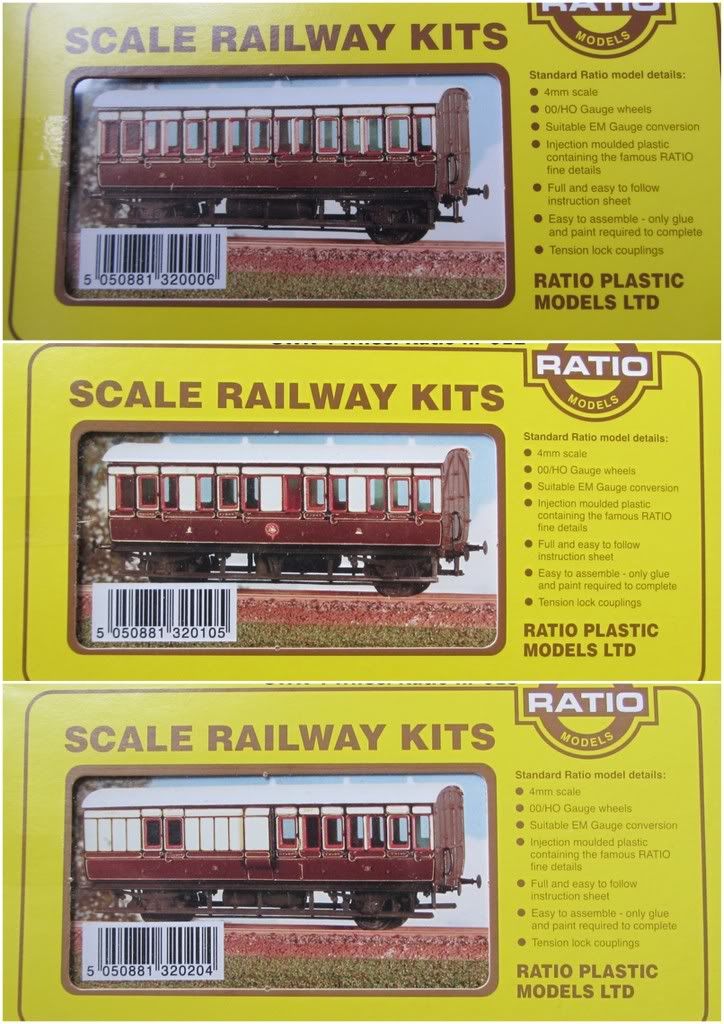 RATIO
MODELS
SCALE RAILWAY KITS
Standard Ratio model details:
● 4mm scale
● 00/HO Gauge wheels
● Suitable EM Gauge conversion
● Injection moulded plastic
containing the famous RATIO
fine details
● Full and easy to follow
instruction sheet
● Easy to assemble - only glue
and paint required to complete
● Tension lock couplings
RATIO PLASTIC
MODELS LTD
5 050881 320006
RATIO
MODELS
SCALE RAILWAY KITS
Standard Ratio model details:
● 4mm scale
● 00/HO Gauge wheels
● Suitable EM Gauge conversion
● Injection moulded plastic
containing the famous RATIO
fine details
● Full and easy to follow
instruction sheet
● Easy to assemble - only glue
and paint required to complete
● Tension lock couplings
RATIO PLASTIC
MODELS LTD
5 050881 320105
RATIO
MODELS
SCALE RAILWAY KITS
Standard Ratio model details:
● 4mm scale
● 00/HO Gauge wheels
● Suitable EM Gauge conversion
● Injection moulded plastic
containing the famous RATIO
fine details
● Full and easy to follow
instruction sheet
● Easy to assemble - only glue
and paint required to complete
● Tension lock couplings
RATIO PLASTIC
MODELS LTD
5 050881 320204